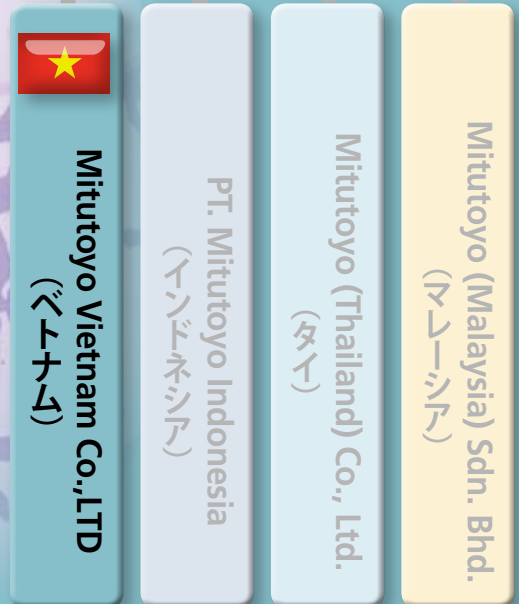 Mitutoyo Vietnam Co.,LTD
（ベトナム）
PT. Mitutoyo Indonesia
（インドネシア）
Mitutoyo (Thailand) Co., Ltd.
（タイ）
Mitutoyo (Malaysia) Sdn. Bhd.
（マレーシア）